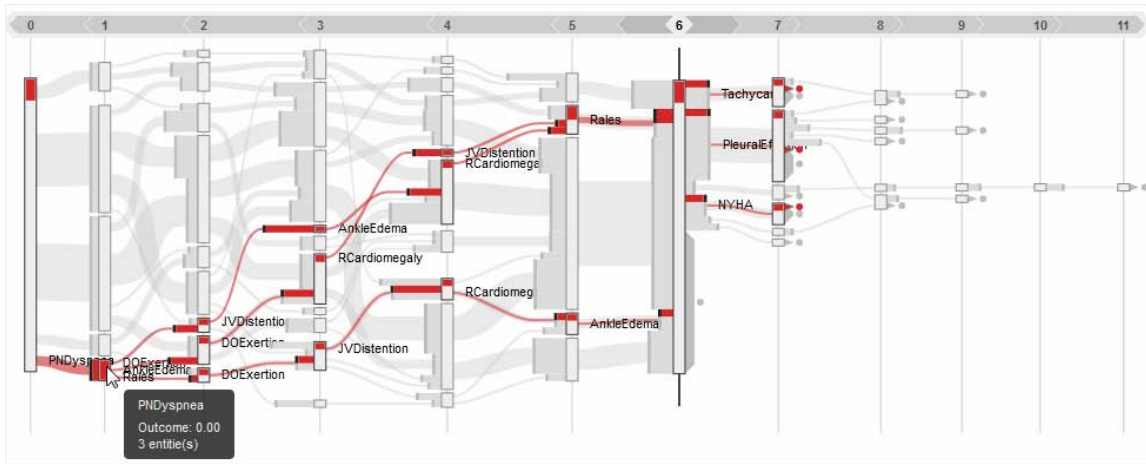 0 1 2 3 4 5 6 7 8 9 10 11
Tachycar
Rales
PleuralEf
JVDistention
RCardiomega
NYHA
AnkleEdema
RCardiomegaly
RCardiomeg
JVDistention
AnkleEdema
DOExertion
JVDistention
PNDyspnea
DOExertion
AnkleEdema
Rales
DOExertion
PNDyspnea
Outcome: 0.00
3 entitie(s)